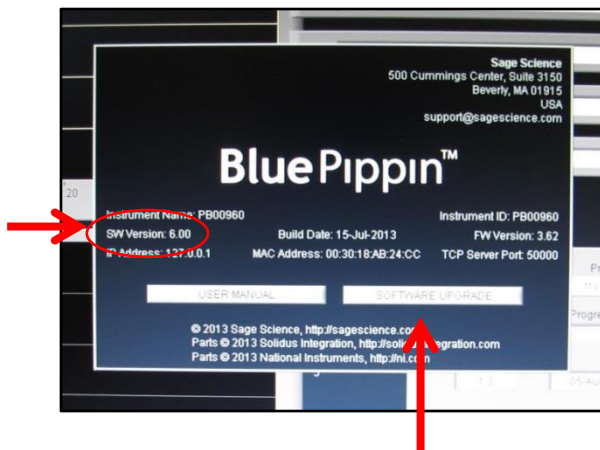 Sage Science
500 Cummings Center, Suite 3150
Beverly, MA 01915
USA
support@sagescience.com
BluePippin™
20
Instrument Name: PB00960 Instrument ID: PB00960
SW Version: 6.00 Build Date: 15-Jul-2013 FW Version: 3.62
IP Address: 127.0.0.1 MAC Address: 00:30:18:AB:24:CC TCP Server Port: 50000
USER MANUAL SOFTWARE UPGRADE
© 2013 Sage Science, http://sagescience.com
Parts © 2013 Solidus Integration, http://solidusintegration.com
Parts © 2013 National Instruments, http://ni.com